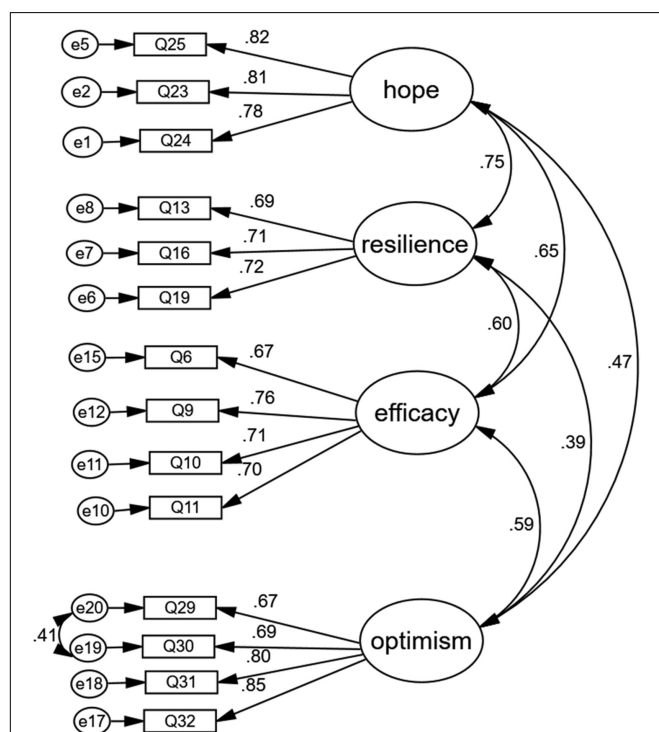 e5 Q25 .82
hope
e2 Q23 .81
e1 Q24 .78
.75
e8 Q13 .69
resilience
e7 Q16 .71
.65
e6 Q19 .72
.60
e15 Q6 .67
.47
e12 Q9 .76
efficacy
.39
e11 Q10 .71
e10 Q11 .70
.59
e20 Q29 .67
.41
e19 Q30 .69
optimism
e18 Q31 .80
e17 Q32 .85